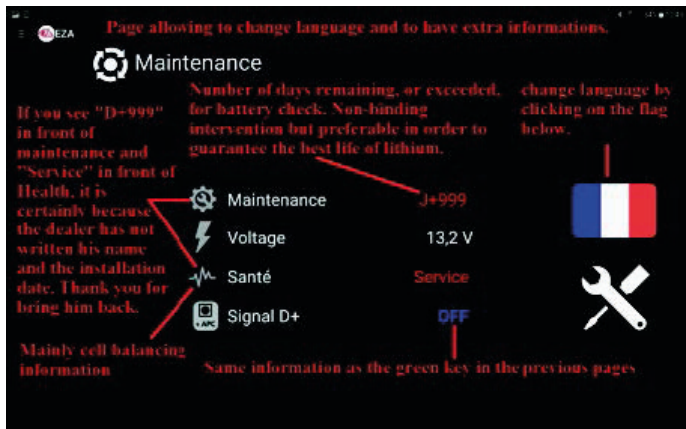 EZA
Page allowing to change language and to have extra informations.
Maintenance
If you see "D+999"
in front of
maintenance and
"Service" in front of
Health, it is
certainly because
the dealer has not
written his name
and the installation
date. Thank you for
bring him back.
Number of days remaining, or exceeded,
for battery check. Non-binding
intervention but preferable in order to
guarantee the best life of lithium.
change language by
clicking on the flag
below.
Maintenance
J+999
Voltage
13,2 V
Santé
Service
+ APC
Signal D+
OFF
Mainly cell balancing
information
Same information as the green key in the previous pages